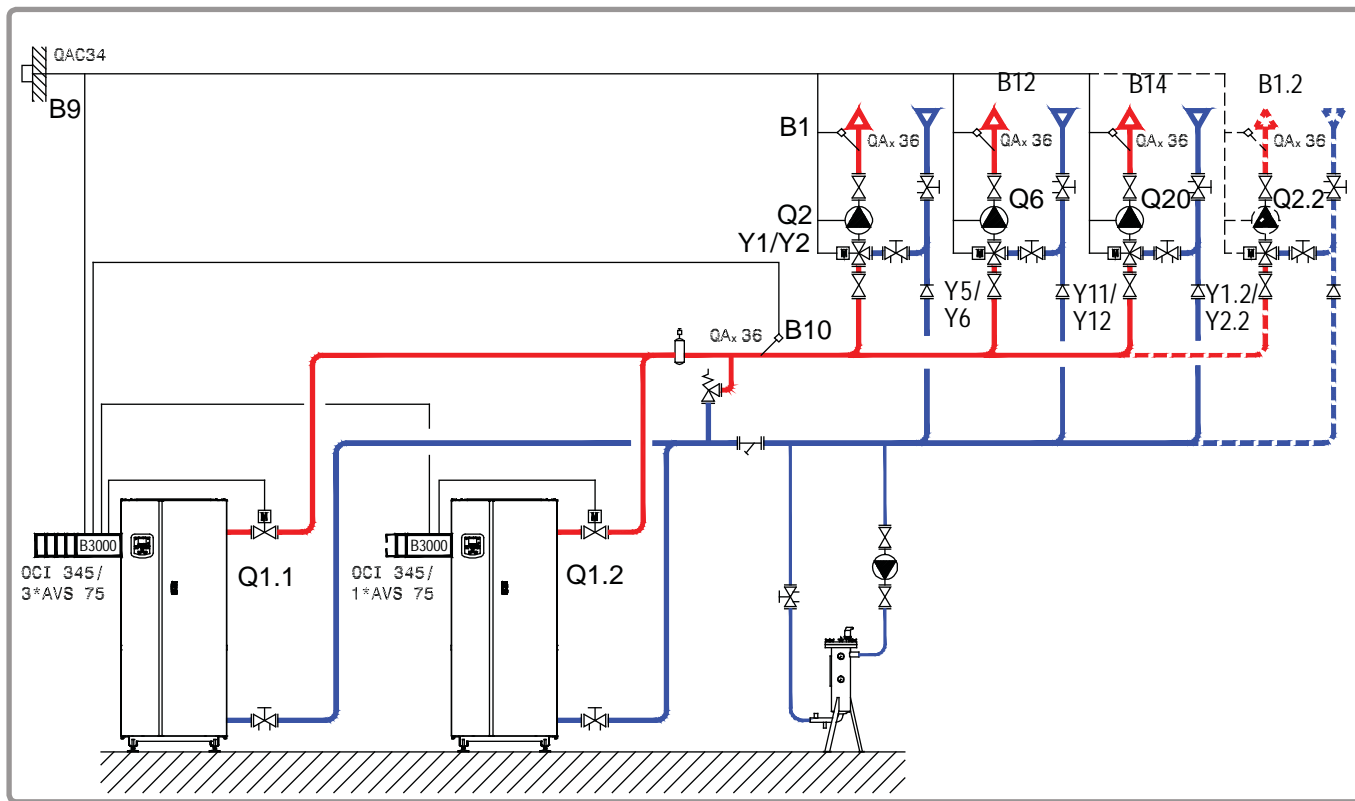 QAC34
B9
B12
B14
B1.2
B1
QAx 36
QAx 36
QAx 36
QAx 36
Q2
Q6
Q20
Q2.2
Y1/Y2
M
M
M
M
Y5/
Y6
Y11/
Y12
Y1.2/
Y2.2
QAx 36
B10
M
M
B3000
B3000
OCI 345/
3*AVS 75
Q1.1
OCI 345/
1*AVS 75
Q1.2